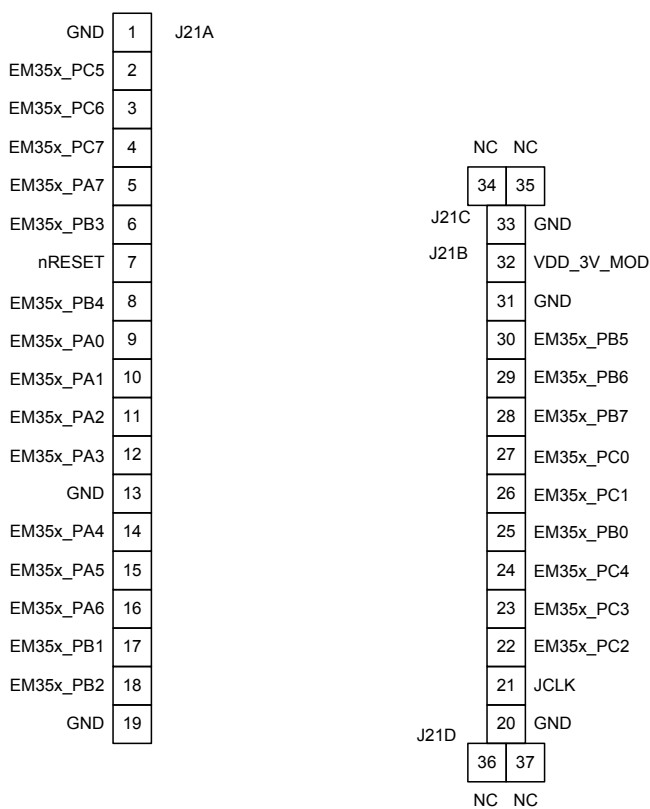 GND 1 J21A
EM35x_PC5 2
EM35x_PC6 3
EM35x_PC7 4
EM35x_PA7 5
EM35x_PB3 6
nRESET 7
EM35x_PB4 8
EM35x_PA0 9
EM35x_PA1 10
EM35x_PA2 11
EM35x_PA3 12
GND 13
EM35x_PA4 14
EM35x_PA5 15
EM35x_PA6 16
EM35x_PB1 17
EM35x_PB2 18
GND 19
NC NC
34 35
J21C 33 GND
J21B 32 VDD_3V_MOD
31 GND
30 EM35x_PB5
29 EM35x_PB6
28 EM35x_PB7
27 EM35x_PC0
26 EM35x_PC1
25 EM35x_PB0
24 EM35x_PC4
23 EM35x_PC3
22 EM35x_PC2
21 JCLK
J21D 20 GND
36 37
NC NC